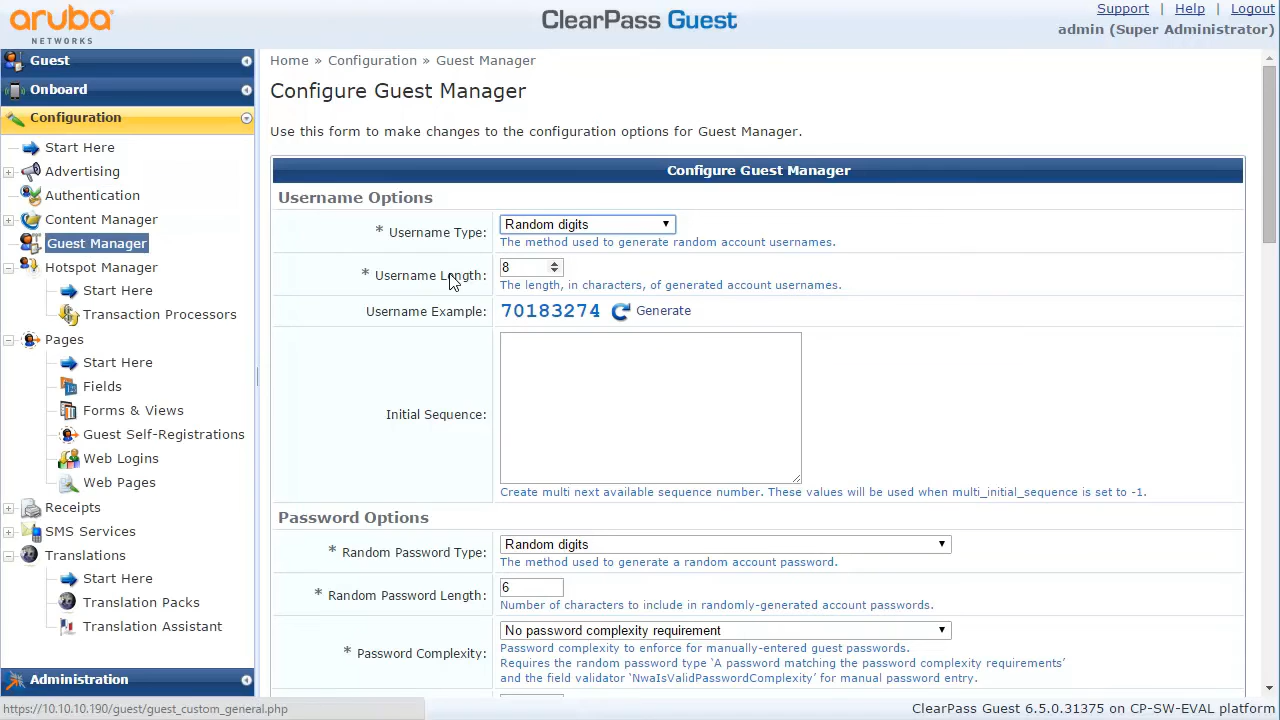 aruba
NETWORKS
ClearPass Guest
Support | Help | Logout
admin (Super Administrator)
Guest
Onboard
Configuration
Start Here
Advertising
Authentication
Content Manager
Guest Manager
Hotspot Manager
Start Here
Transaction Processors
Pages
Start Here
Fields
Forms & Views
Guest Self-Registrations
Web Logins
Web Pages
Receipts
SMS Services
Translations
Start Here
Translation Packs
Translation Assistant
Administration
Home » Configuration » Guest Manager
Configure Guest Manager
Use this form to make changes to the configuration options for Guest Manager.
Configure Guest Manager
Username Options
* Username Type: Random digits
The method used to generate random account usernames.
* Username Length: 8
The length, in characters, of generated account usernames.
Username Example: 70183274 Generate
Initial Sequence:
Create multi next available sequence number. These values will be used when multi_initial_sequence is set to -1.
Password Options
* Random Password Type: Random digits
The method used to generate a random account password.
* Random Password Length: 6
Number of characters to include in randomly-generated account passwords.
* Password Complexity: No password complexity requirement
Password complexity to enforce for manually-entered guest passwords.
Requires the random password type ‘A password matching the password complexity requirements’
and the field validator ‘NwaIsValidPasswordComplexity’ for manual password entry.
https://10.10.10.190/guest/guest_custom_general.php
ClearPass Guest 6.5.0.31375 on CP-SW-EVAL platform